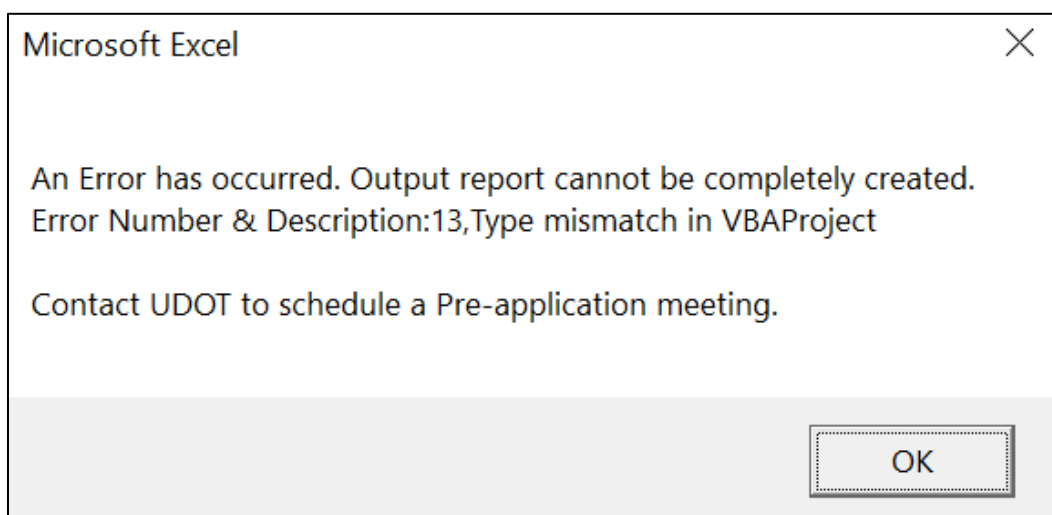 Microsoft Excel
An Error has occurred. Output report cannot be completely created.
Error Number & Description:13,Type mismatch in VBAProject
Contact UDOT to schedule a Pre-application meeting.
OK